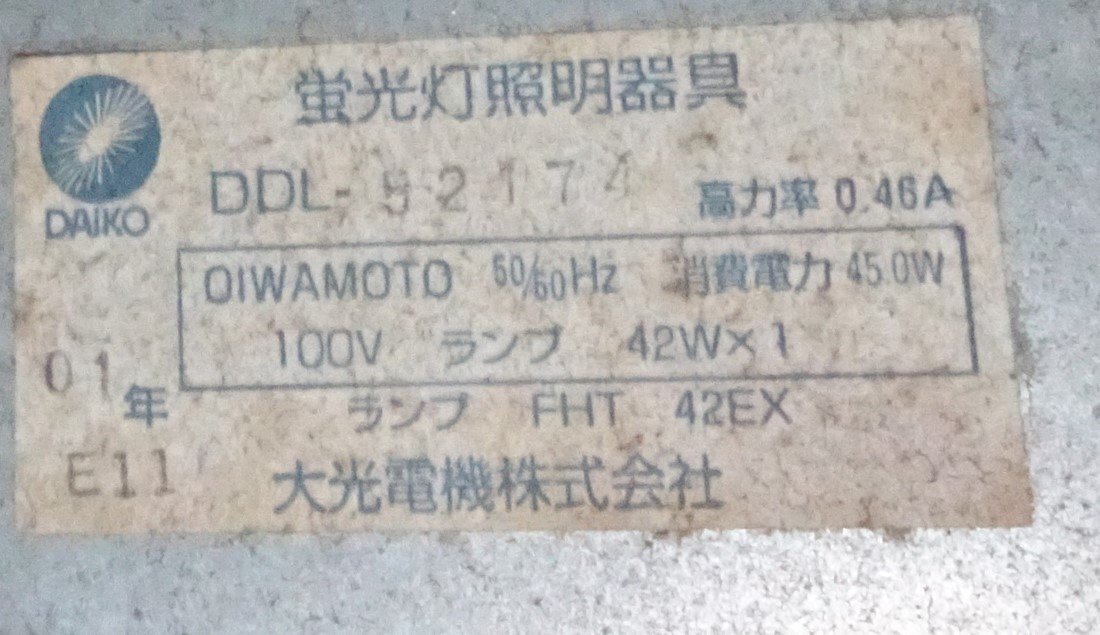 蛍光灯照明器具
DAIKO
DDL-52174 高力率 0.46A
OIWAMOTO 50/60Hz 消費電力 45.0W
100V ランプ 42W×1
01年
ランプ FHT 42EX
E11
大光電機株式会社